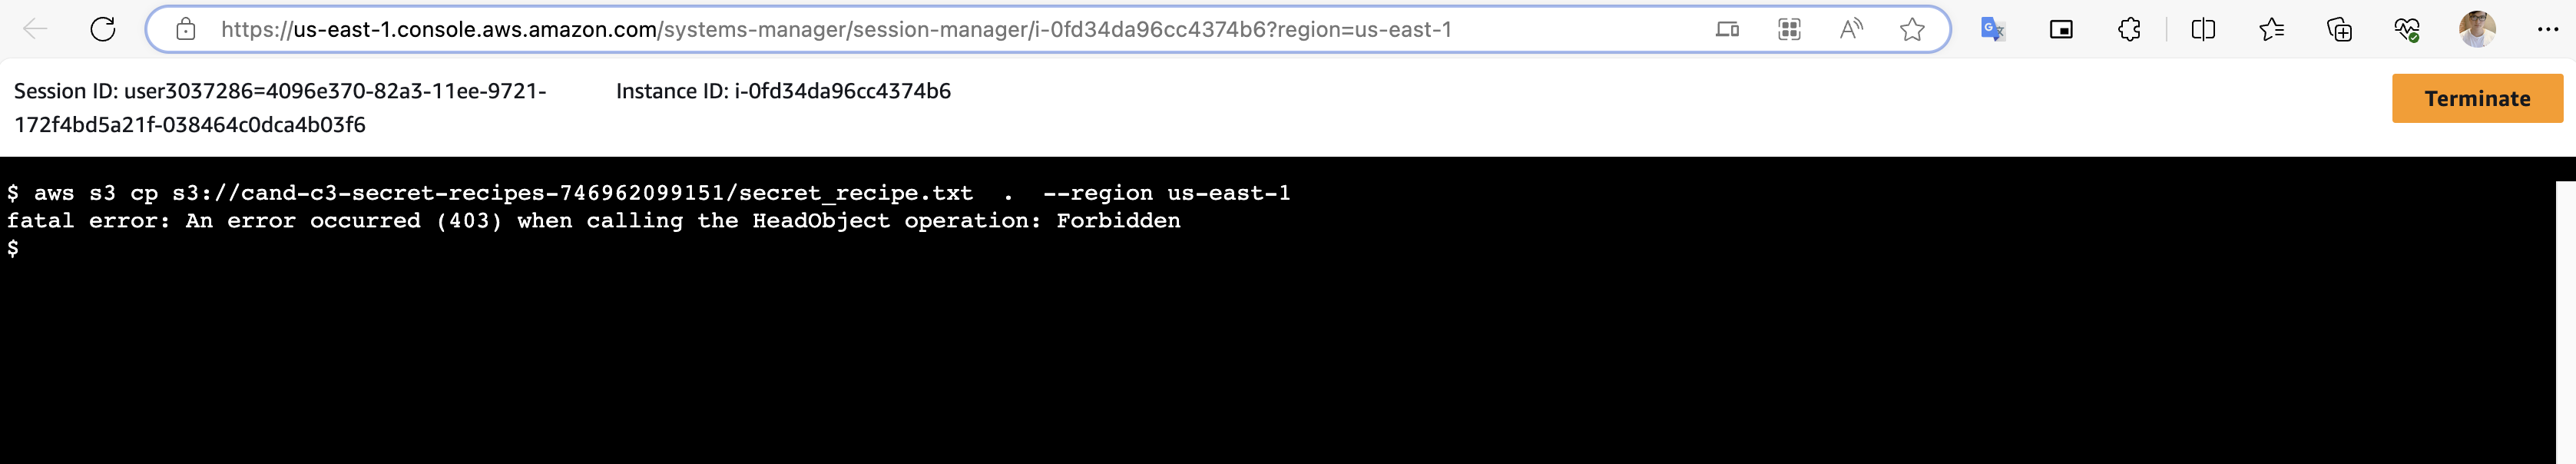 https://us-east-1.console.aws.amazon.com/systems-manager/session-manager/i-0fd34da96cc4374b6?region=us-east-1
Session ID: user3037286=4096e370-82a3-11ee-9721-
172f4bd5a21f-038464c0dca4b03f6
Instance ID: i-0fd34da96cc4374b6
Terminate
$ aws s3 cp s3://cand-c3-secret-recipes-746962099151/secret_recipe.txt  .  --region us-east-1
fatal error: An error occurred (403) when calling the HeadObject operation: Forbidden
$